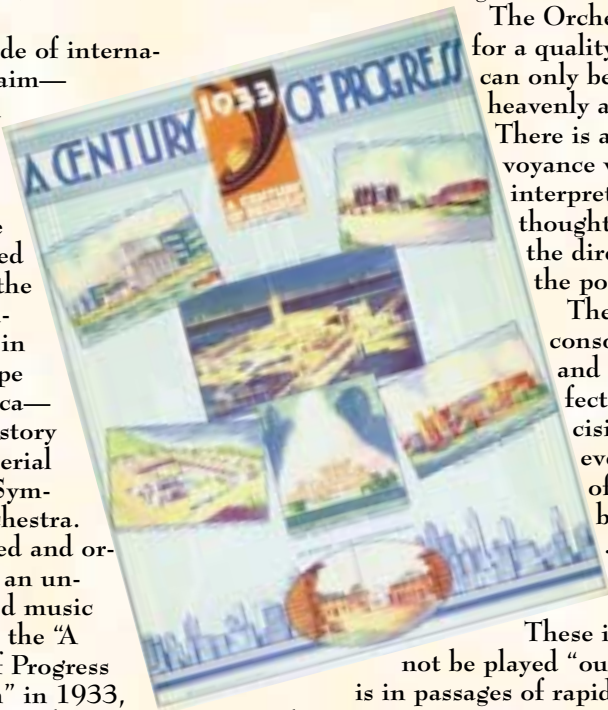 de of interna-
aim—
ed
the
in
pe
ca—
story
erial
Sym-
hestra.
ed and or-
an un-
d music
the “A
f Progress
n” in 1933,
A CENTURY
1933
OF PROGRESS
A CENTURY
OF PROGRESS
The Orche
for a quality
can only be
heavenly a
There is a
voyance v
interpret
thought
the dire
the po
The
conso
and
fect
cisi
eve
of
b
These i
not be played “ou
is in passages of rapid